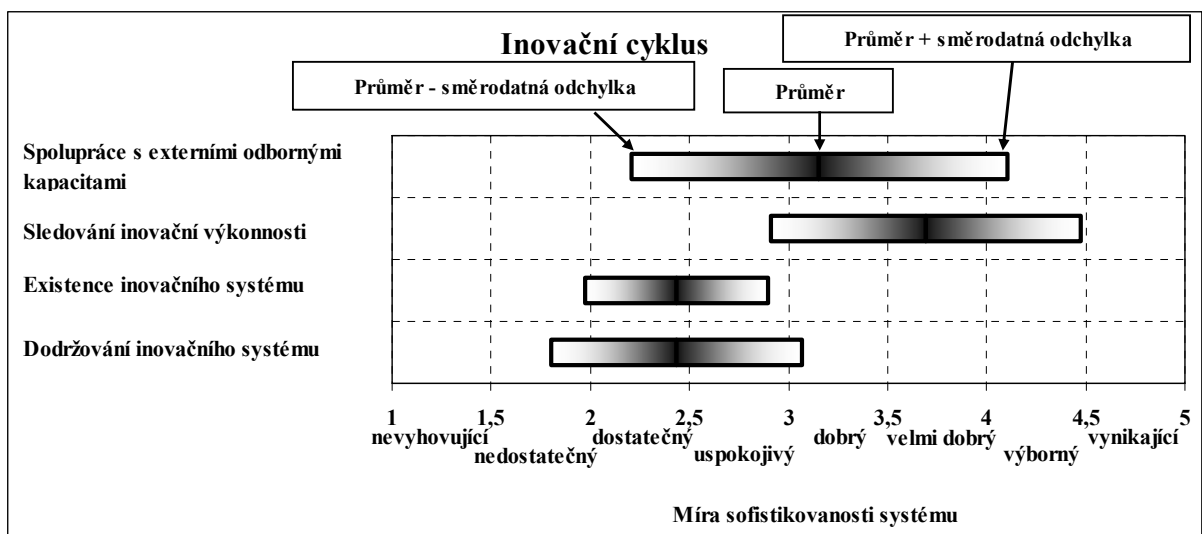 Inovační cyklus
Průměr + směrodatná odchylka
Průměr - směrodatná odchylka
Průměr
Spolupráce s externími odbornými
kapacitami
Sledování inovační výkonnosti
Existence inovačního systému
Dodržování inovačního systému
1 1,5 2 2,5 3 3,5 4 4,5 5
nevyhovující dostatečný dobrý velmi dobrý vynikající
nedostatečný uspokojivý výborný
Míra sofistikovanosti systému